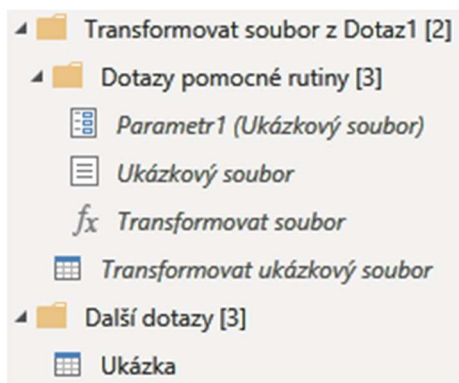 Transformovat soubor z Dotaz1 [2]
Dotazy pomocné rutiny [3]
Parametr1 (Ukázkový soubor)
Ukázkový soubor
fx Transformovat soubor
Transformovat ukázkový soubor
Další dotazy [3]
Ukázka